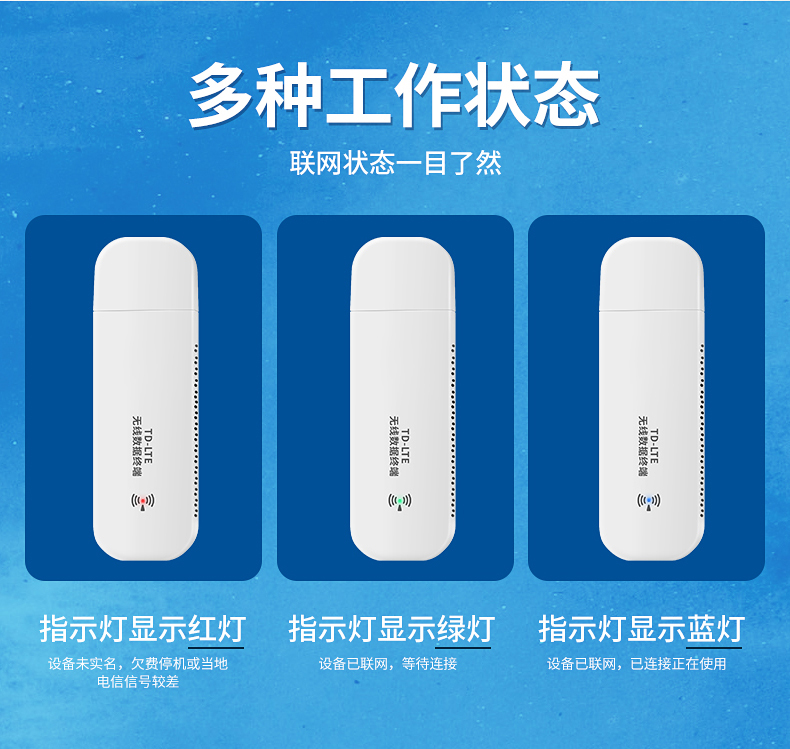 多种工作状态
联网状态一目了然
TD-LTE
无线数据终端
TD-LTE
无线数据终端
TD-LTE
无线数据终端
指示灯显示红灯
设备未实名，欠费停机或当地
电信信号较差
指示灯显示绿灯
设备已联网，等待连接
指示灯显示蓝灯
设备已联网，已连接正在使用